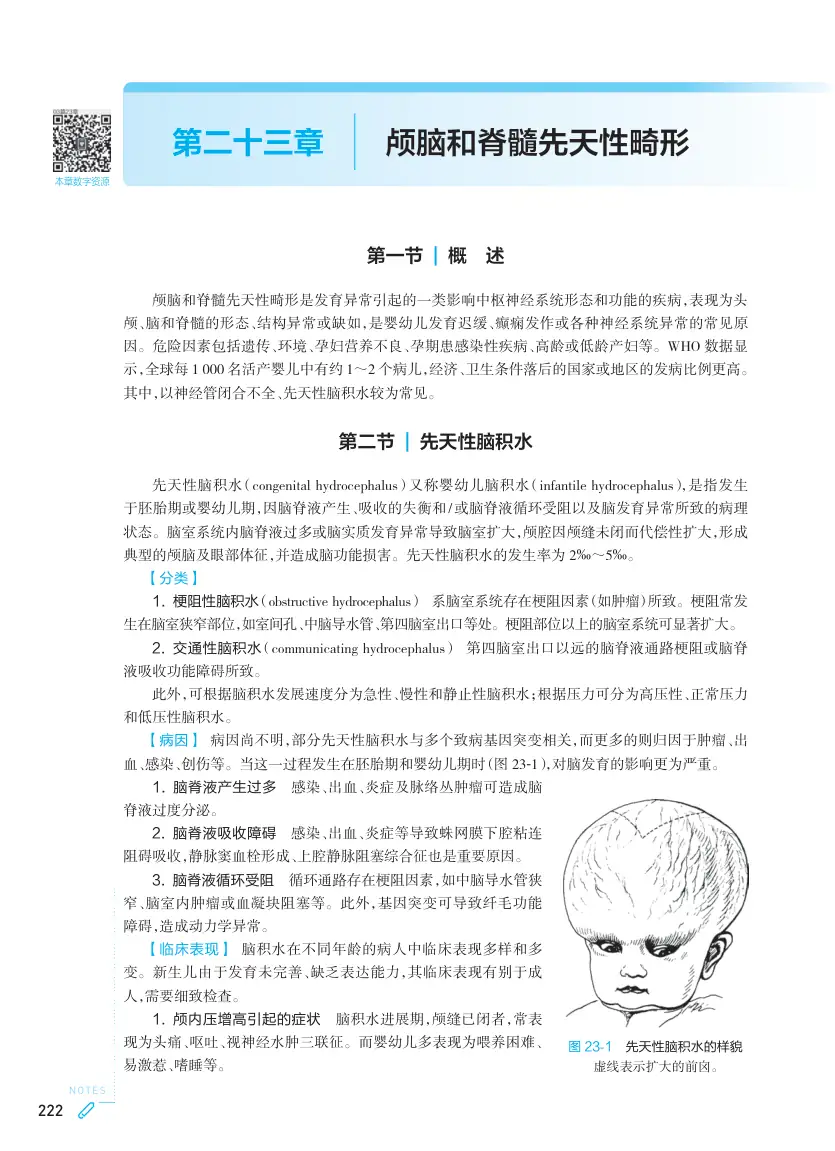 本章数字资源
第二十三章
颅脑和脊髓先天性畸形
第一节 | 概　述
颅脑和脊髓先天性畸形是发育异常引起的一类影响中枢神经系统形态和功能的疾病,表现为头
颅、脑和脊髓的形态、结构异常或缺如,是婴幼儿发育迟缓、癫痫发作或各种神经系统异常的常见原
因。危险因素包括遗传、环境、孕妇营养不良、孕期患感染性疾病、高龄或低龄产妇等。WHO 数据显
示,全球每 1 000 名活产婴儿中有约 1～2 个病儿,经济、卫生条件落后的国家或地区的发病比例更高。
其中,以神经管闭合不全、先天性脑积水较为常见。
第二节 | 先天性脑积水
先天性脑积水(congenital hydrocephalus)又称婴幼儿脑积水(infantile hydrocephalus),是指发生
于胚胎期或婴幼儿期,因脑脊液产生、吸收的失衡和/或脑脊液循环受阻以及脑发育异常所致的病理
状态。脑室系统内脑脊液过多或脑实质发育异常导致脑室扩大,颅腔因颅缝未闭而代偿性扩大,形成
典型的颅脑及眼部体征,并造成脑功能损害。先天性脑积水的发生率为 2‰～5‰。
【分类】
1. 梗阻性脑积水(obstructive hydrocephalus)　系脑室系统存在梗阻因素(如肿瘤)所致。梗阻常发
生在脑室狭窄部位,如室间孔、中脑导水管、第四脑室出口等处。梗阻部位以上的脑室系统可显著扩大。
2. 交通性脑积水(communicating hydrocephalus)　第四脑室出口以远的脑脊液通路梗阻或脑脊
液吸收功能障碍所致。
此外,可根据脑积水发展速度分为急性、慢性和静止性脑积水;根据压力可分为高压性、正常压力
和低压性脑积水。
【病因】　病因尚不明,部分先天性脑积水与多个致病基因突变相关,而更多的则归因于肿瘤、出
血、感染、创伤等。当这一过程发生在胚胎期和婴幼儿期时(图 23-1),对脑发育的影响更为严重。
1. 脑脊液产生过多　感染、出血、炎症及脉络丛肿瘤可造成脑
脊液过度分泌。
2. 脑脊液吸收障碍　感染、出血、炎症等导致蛛网膜下腔粘连
阻碍吸收,静脉窦血栓形成、上腔静脉阻塞综合征也是重要原因。
3. 脑脊液循环受阻　循环通路存在梗阻因素,如中脑导水管狭
窄、脑室内肿瘤或血凝块阻塞等。此外,基因突变可导致纤毛功能
障碍,造成动力学异常。
【临床表现】　脑积水在不同年龄的病人中临床表现多样和多
变。新生儿由于发育未完善、缺乏表达能力,其临床表现有别于成
人,需要细致检查。
1. 颅内压增高引起的症状　脑积水进展期,颅缝已闭者,常表
现为头痛、呕吐、视神经水肿三联征。而婴幼儿多表现为喂养困难、
易激惹、嗜睡等。
图 23-1　先天性脑积水的样貌
虚线表示扩大的前囟。
NOTES
222